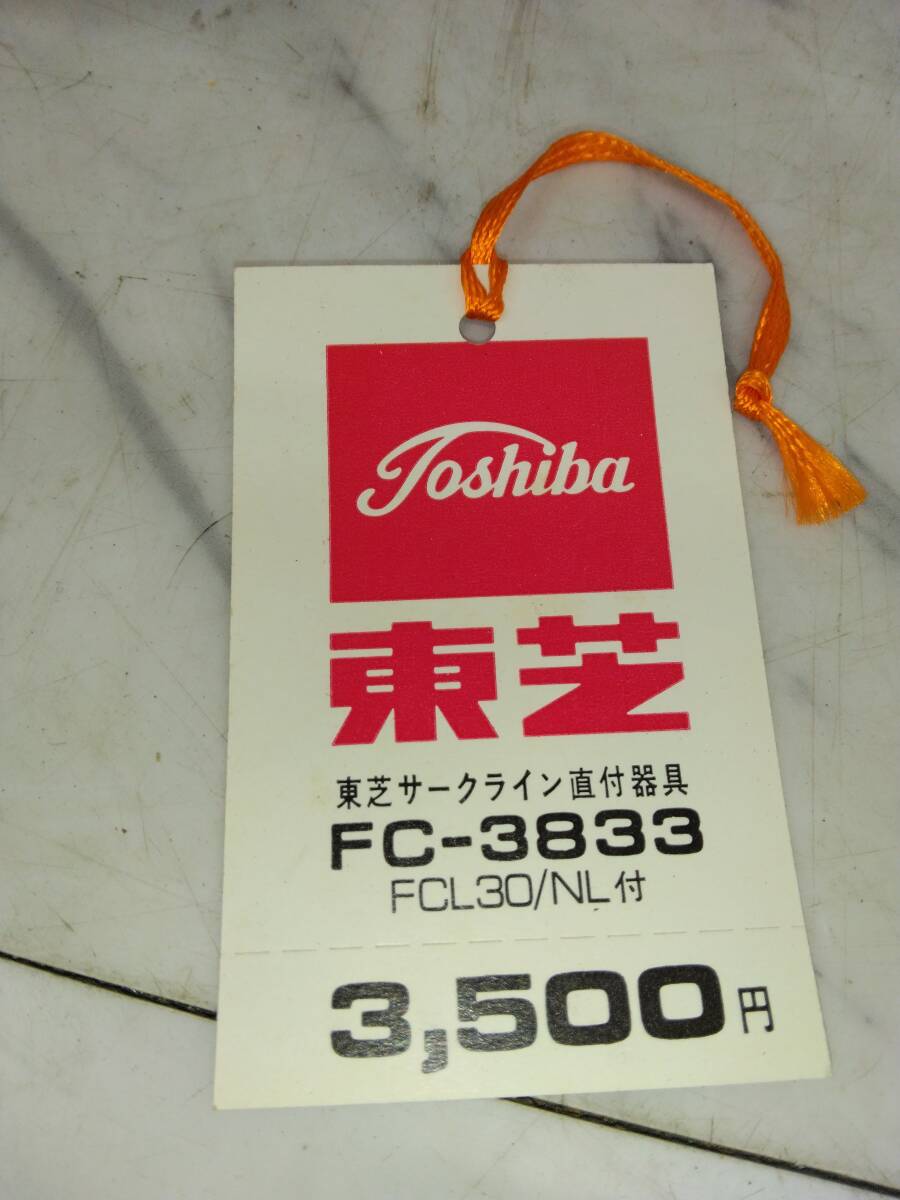 Toshiba
東芝
東芝サークライン直付器具
FC-3833
FCL30/NL付
3,500円